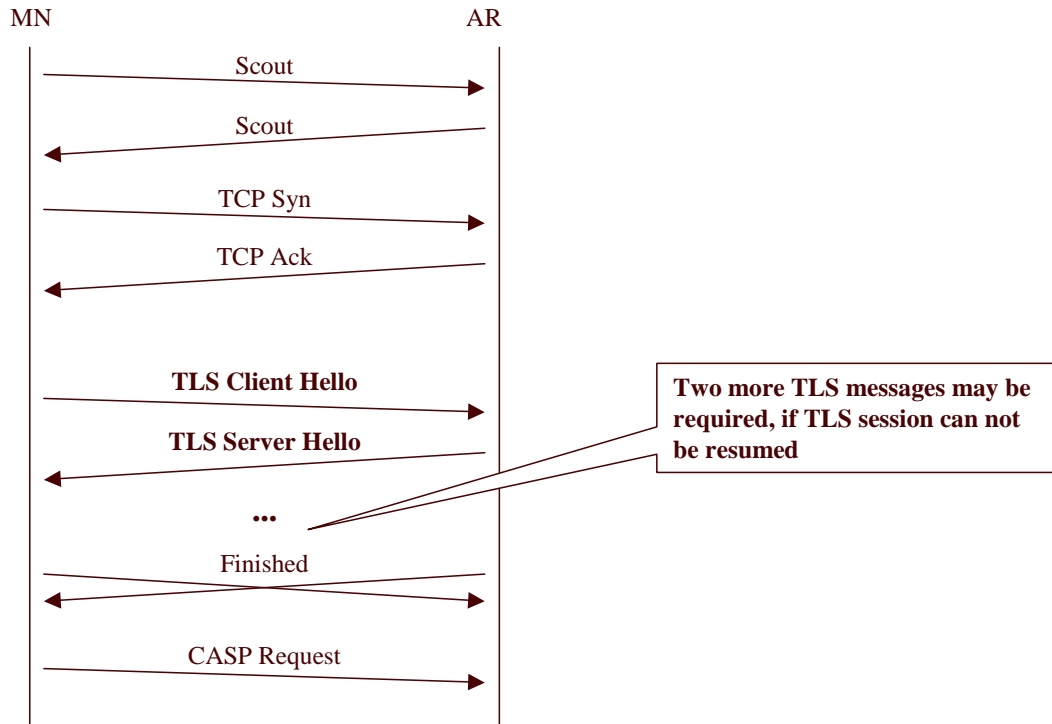 MN
AR
Scout
Scout
TCP Syn
TCP Ack
TLS Client Hello
Two more TLS messages may be
required, if TLS session can not
be resumed
TLS Server Hello
...
Finished
CASP Request